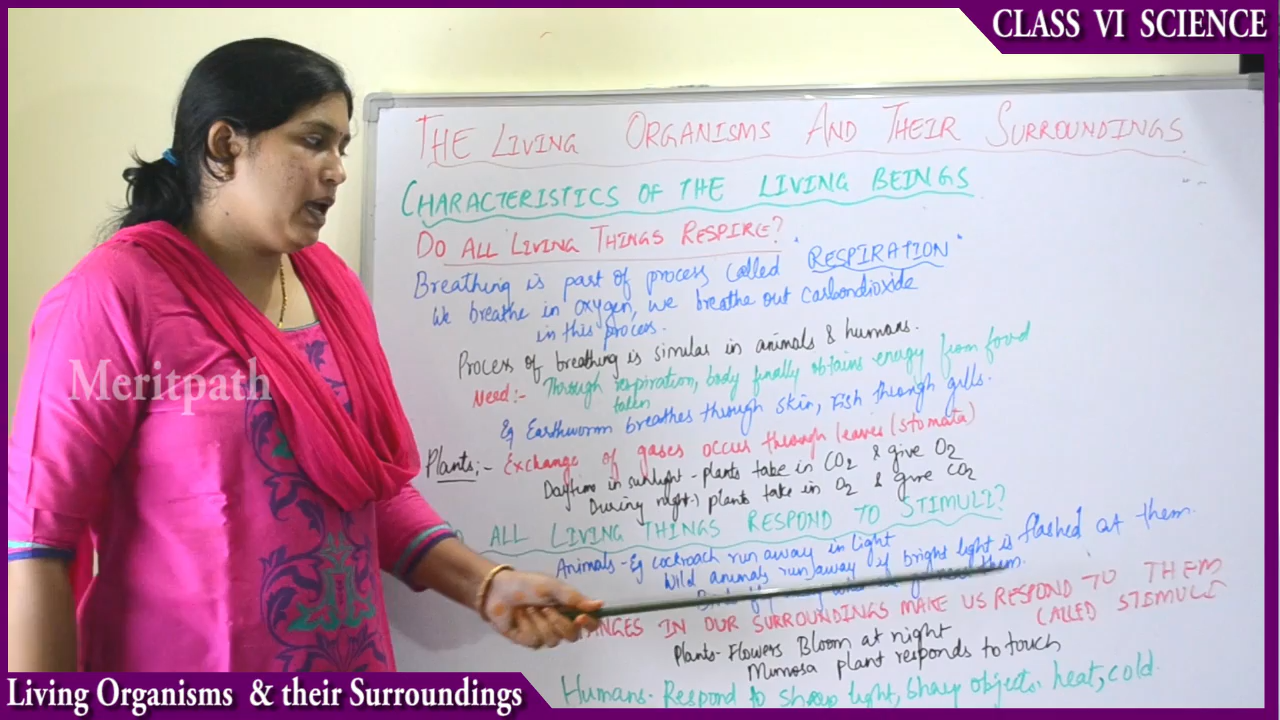 CLASS VI SCIENCE
THE LIVING ORGANISMS AND THEIR SURROUNDINGS.
CHARACTERISTICS OF THE LIVING BEINGS
DO ALL LIVING THINGS RESPIRE?
Breathing is part of process called "RESPIRATION"
We breathe in oxygen, we breathe out carbondioxide
in this process.
Process of breathing is similar in animals & humans.
Need:- Through respiration, body finally obtains energy from food
taken
Eg Earthworm breathes through skin, Fish through gills.
Plants:- Exchange of gases occur through leaves (stomata)
Daytime in sunlight - plants take in CO2 & give O2
During night, plants take in O2 & give CO2
ALL LIVING THINGS RESPOND TO STIMULI?
Animals - Eg cockroach run away in light
Wild animals run away if bright light is flashed at them.
them.
CHANGES IN OUR SURROUNDINGS MAKE US RESPOND TO THEM
CALLED STIMULI
Plants - Flowers Bloom at night
Mimosa plant responds to touch
Humans - Respond to sharp light, sharp objects, heat, cold.
Meritpath
Living Organisms & their Surroundings